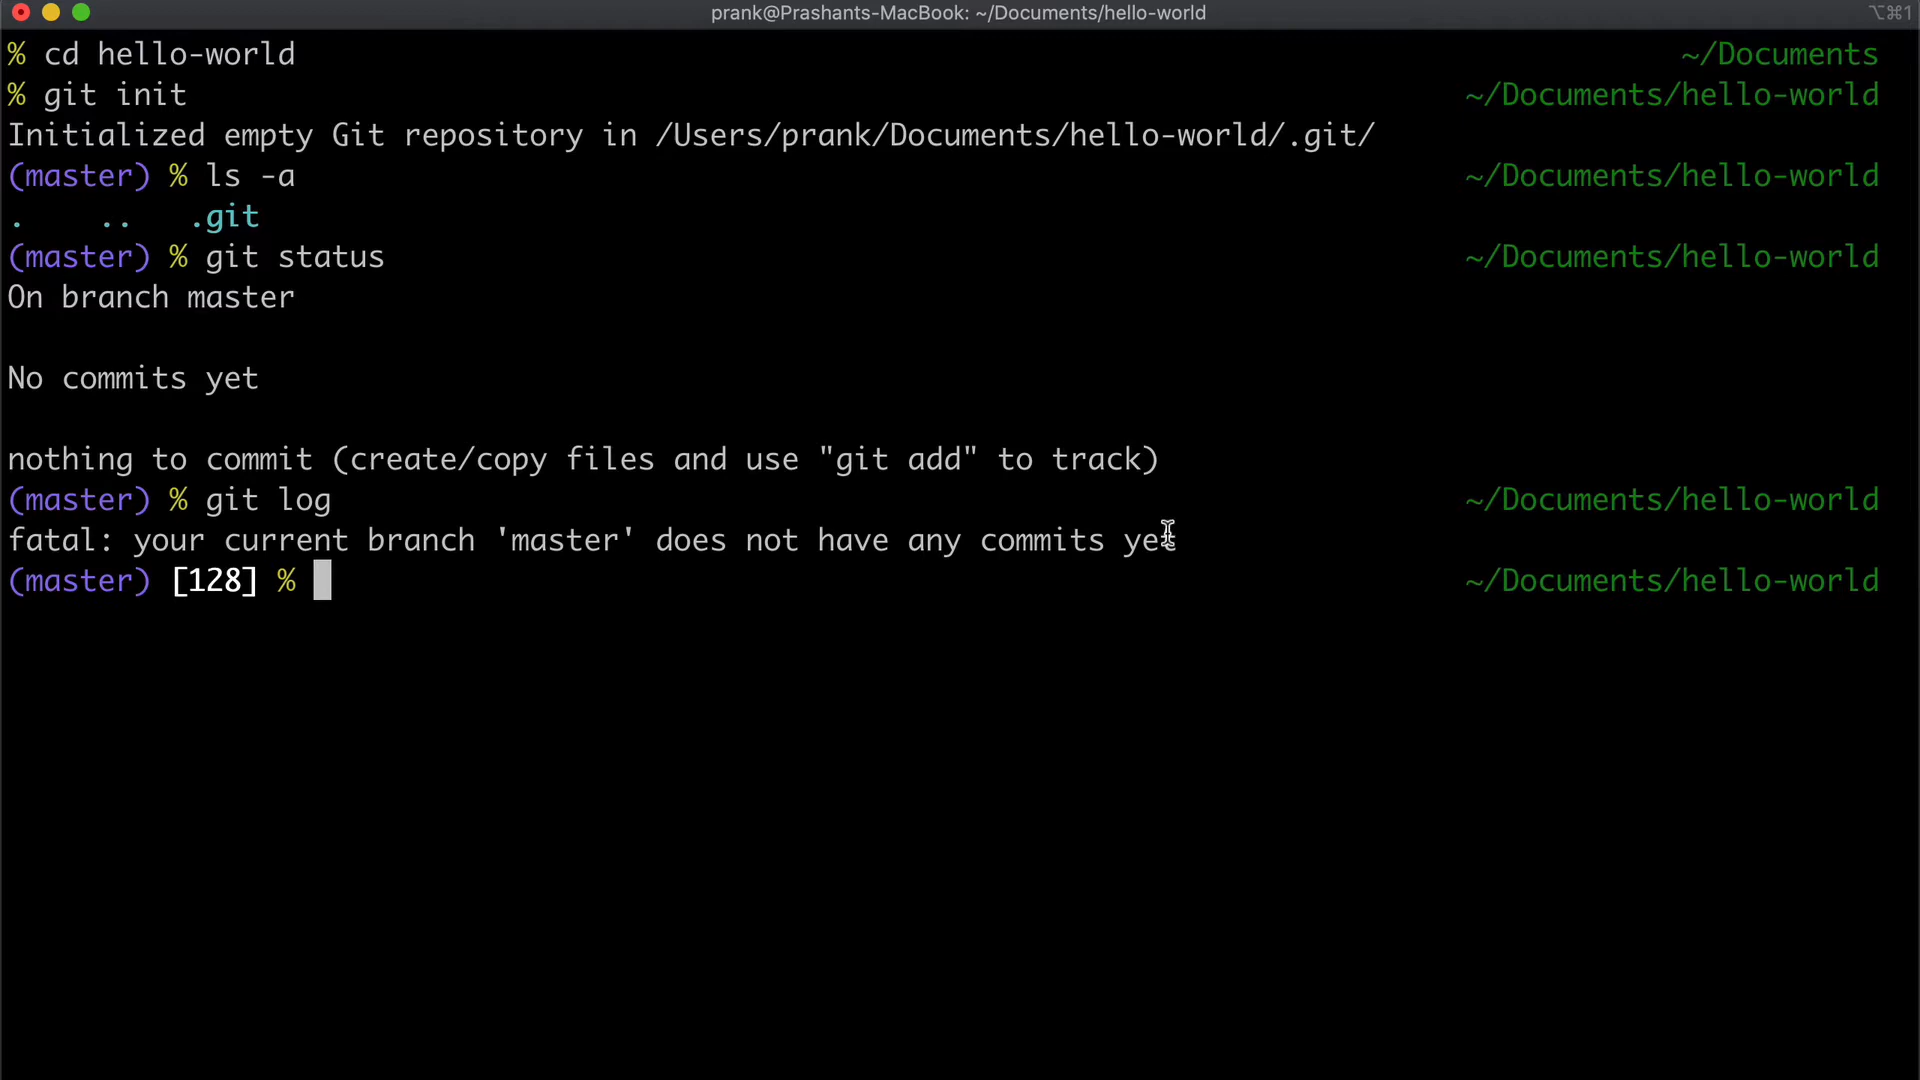 prank@Prashants-MacBook: ~/Documents/hello-world ⌥⌘1
% cd hello-world ~/Documents
% git init ~/Documents/hello-world
Initialized empty Git repository in /Users/prank/Documents/hello-world/.git/
(master) % ls -a ~/Documents/hello-world
. .. .git
(master) % git status ~/Documents/hello-world
On branch master
No commits yet
nothing to commit (create/copy files and use "git add" to track)
(master) % git log ~/Documents/hello-world
fatal: your current branch 'master' does not have any commits yet
(master) [128] % ~/Documents/hello-world